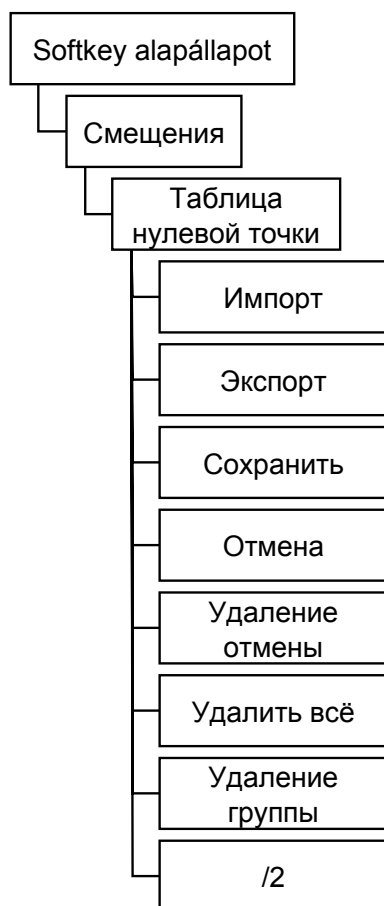 Softkey alapállapot
Смещения
Таблица
нулевой точки
Импорт
Экспорт
Сохранить
Отмена
Удаление
отмены
Удалить всё
Удаление
группы
/2